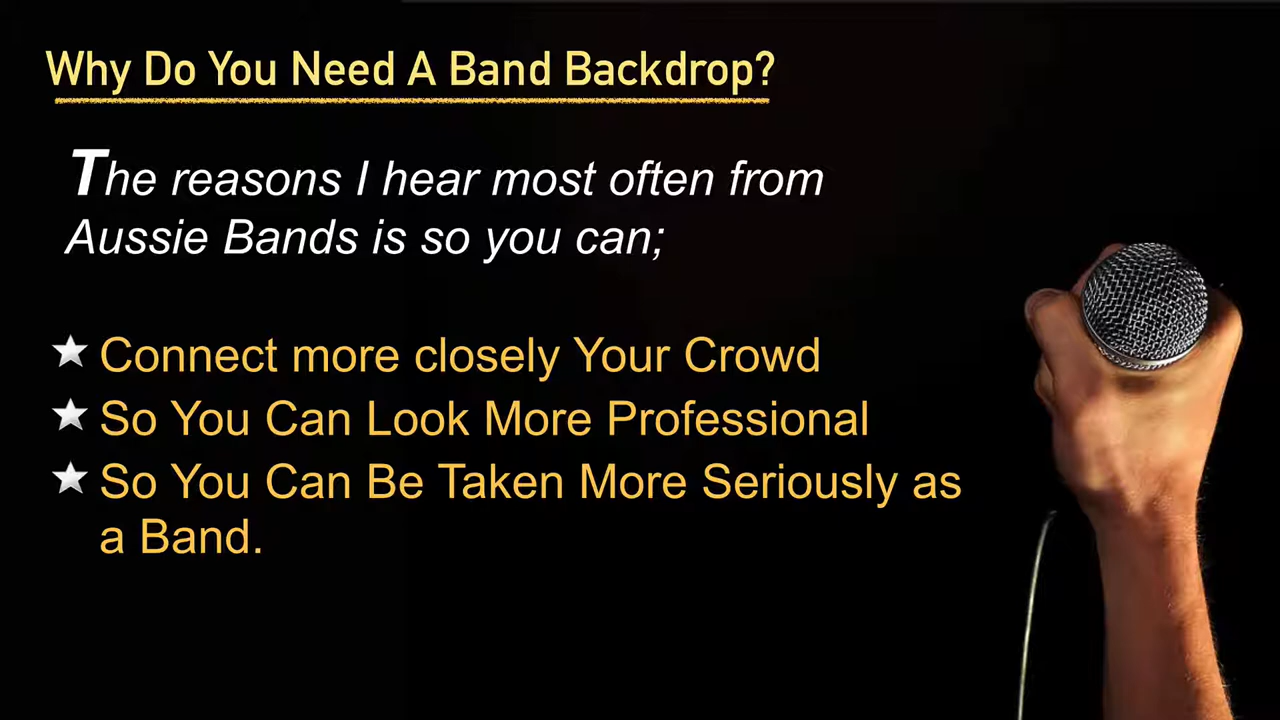 Why Do You Need A Band Backdrop?
The reasons I hear most often from
Aussie Bands is so you can;
Connect more closely Your Crowd
So You Can Look More Professional
So You Can Be Taken More Seriously as
a Band.